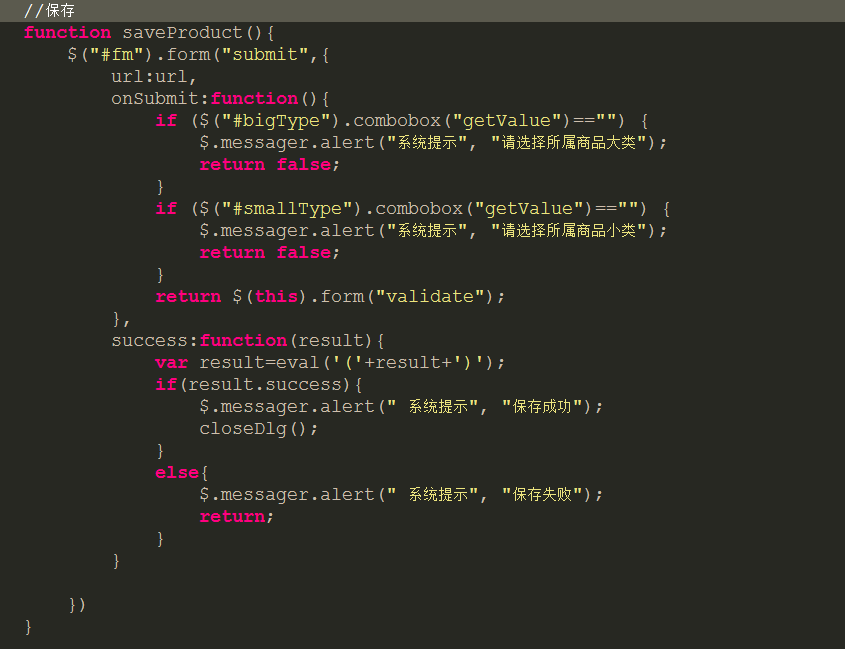 //保存
function saveProduct(){
    $("#fm").form("submit",{
        url:url,
        onSubmit:function(){
            if ($("#bigType").combobox("getValue")=="") {
                $.messager.alert("系统提示", "请选择所属商品大类");
                return false;
            }
            if ($("#smallType").combobox("getValue")=="") {
                $.messager.alert("系统提示", "请选择所属商品小类");
                return false;
            }
            return $(this).form("validate");
        },
        success:function(result){
            var result=eval('('+result+')');
            if(result.success){
                $.messager.alert(" 系统提示", "保存成功");
                closeDlg();
            }
            else{
                $.messager.alert(" 系统提示", "保存失败");
                return;
            }
        }

    })
}